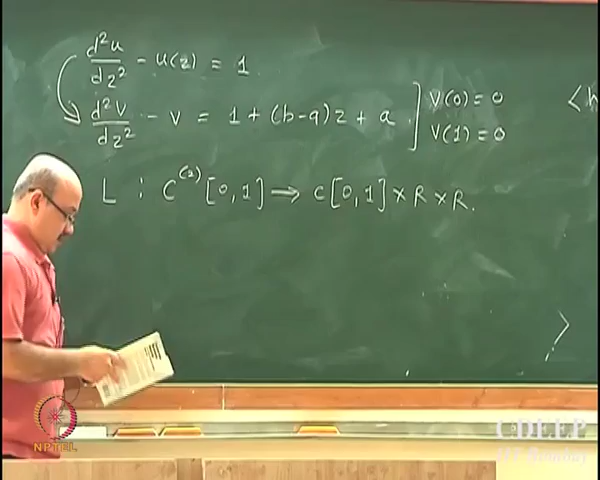 d²u/dz² - u(z) = 1
d²v/dz² - v = 1 + (b-a)z + a ] v(0) = 0
v(1) = 0
L : C⁽²⁾[0,1] ⟹ C[0,1] × R × R.
<
>
NPTEL
CDEEP
IIT Bombay